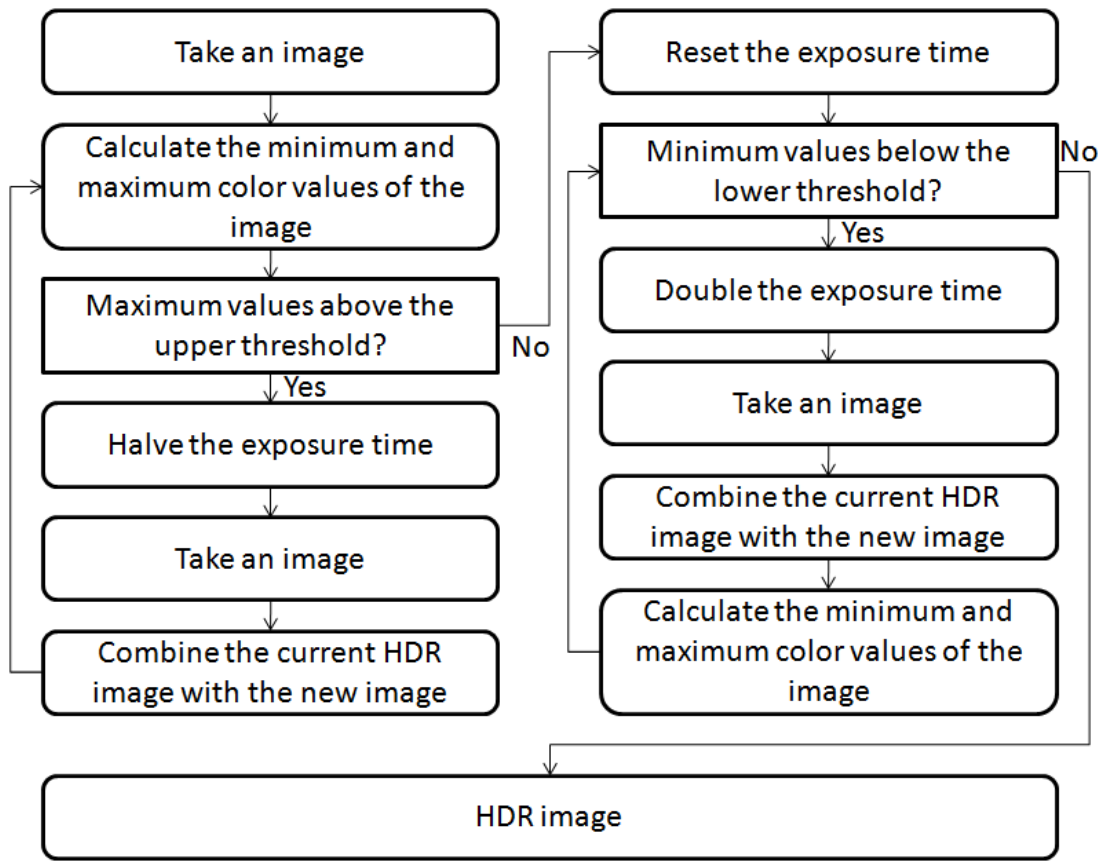 Take an image
Calculate the minimum and
maximum color values of the
image
Maximum values above the
upper threshold?
No
Yes
Halve the exposure time
Take an image
Combine the current HDR
image with the new image
Reset the exposure time
Minimum values below the
lower threshold?
No
Yes
Double the exposure time
Take an image
Combine the current HDR
image with the new image
Calculate the minimum and
maximum color values of the
image
HDR image